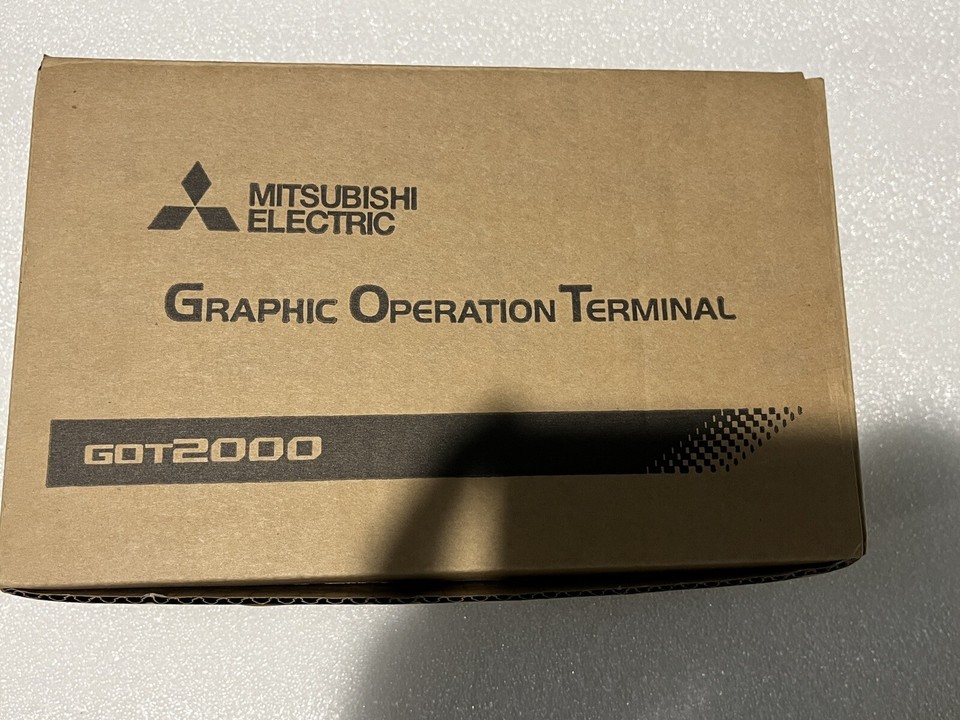 MITSUBISHI
ELECTRIC
GRAPHIC OPERATION TERMINAL
GOT2000